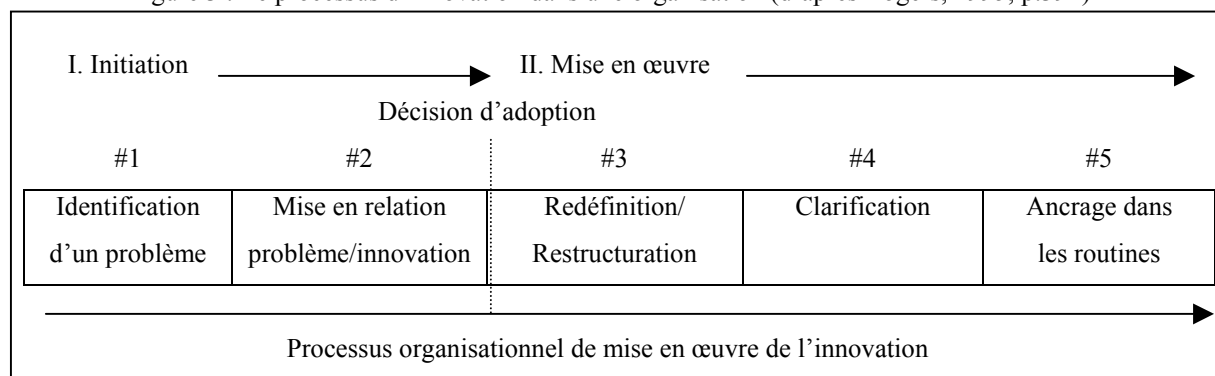 I. Initiation II. Mise en œuvre
Décision d’adoption
#1 #2 #3 #4 #5
Identification Mise en relation Redéfinition/ Clarification Ancrage dans
d’un problème problème/innovation Restructuration les routines
Processus organisationnel de mise en œuvre de l’innovation